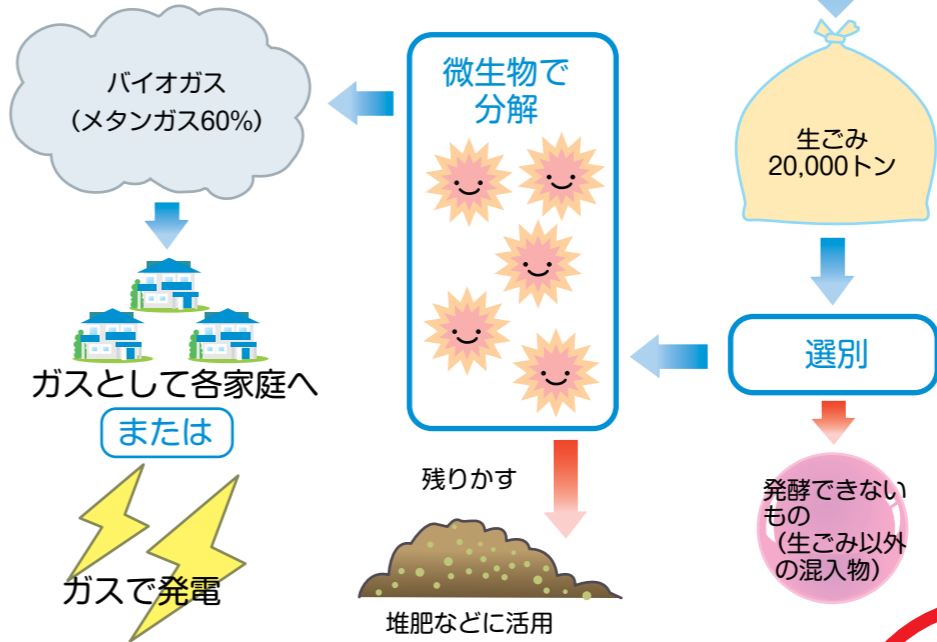 バイオガス
（メタンガス60%）
微生物で
分解
生ごみ
20,000トン
選別
ガスとして各家庭へ
または
ガスで発電
残りかす
堆肥などに活用
発酵できない
もの
（生ごみ以外
の混入物）